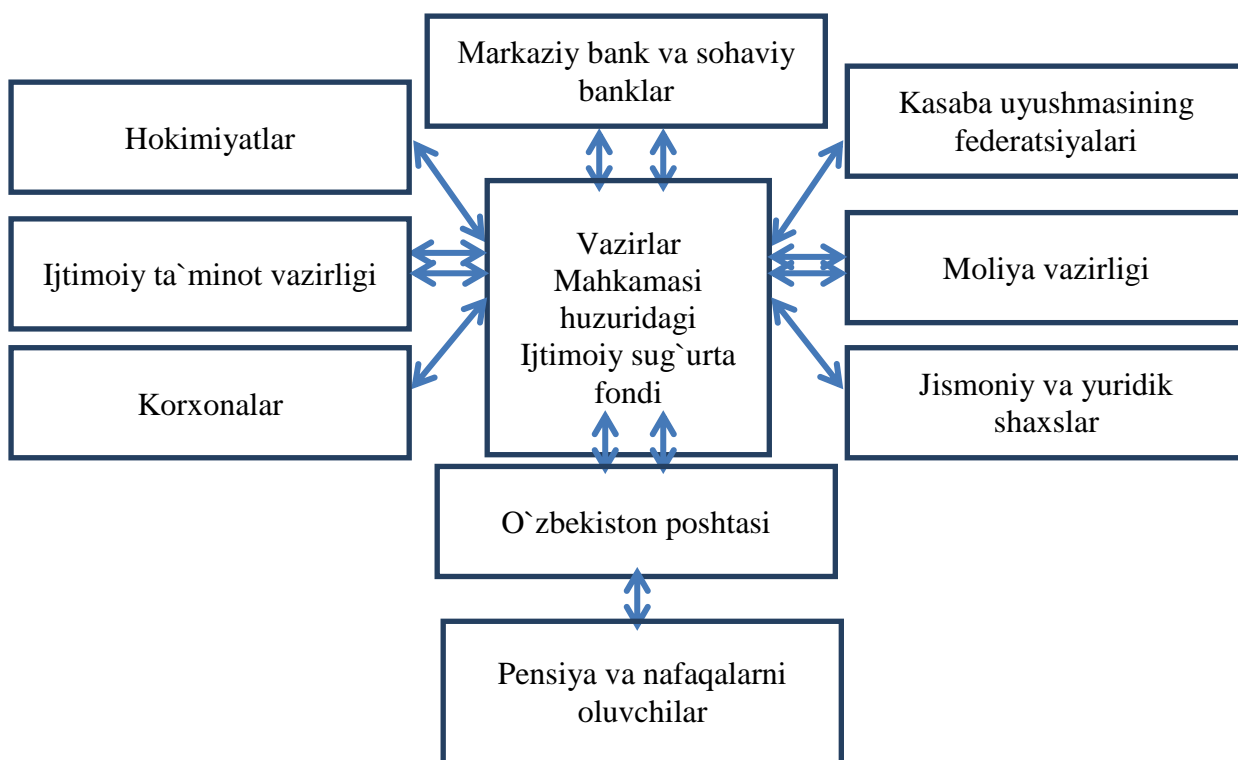 Markaziy bank va sohaviy
banklar
Hokimiyatlar
Kasaba uyushmasining
federatsiyalari
Ijtimoiy ta`minot vazirligi
Vazirlar
Mahkamasi
huzuridagi
Ijtimoiy sug`urta
fondi
Moliya vazirligi
Korxonalar
Jismoniy va yuridik
shaxslar
O`zbekiston poshtasi
Pensiya va nafaqalarni
oluvchilar